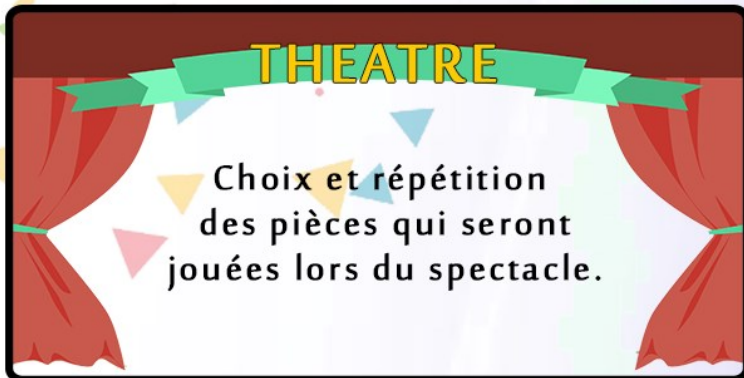 THEATRE
Choix et répétition
des pièces qui seront
jouées lors du spectacle.